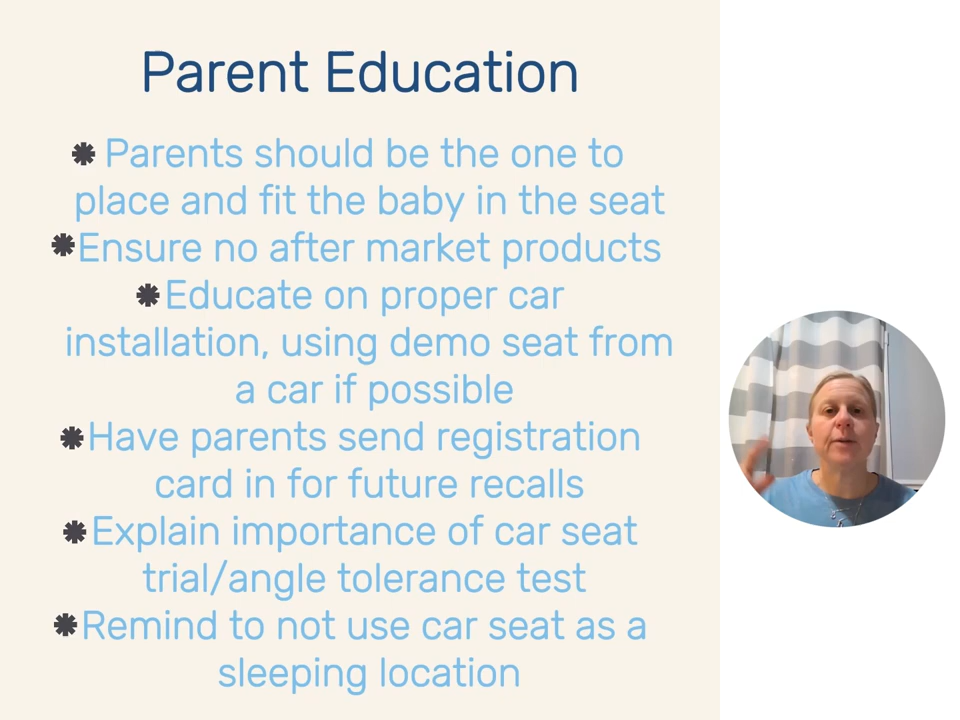 Parent Education
Parents should be the one to
place and fit the baby in the seat
Ensure no after market products
Educate on proper car
installation, using demo seat from
a car if possible
Have parents send registration
card in for future recalls
Explain importance of car seat
trial/angle tolerance test
Remind to not use car seat as a
sleeping location